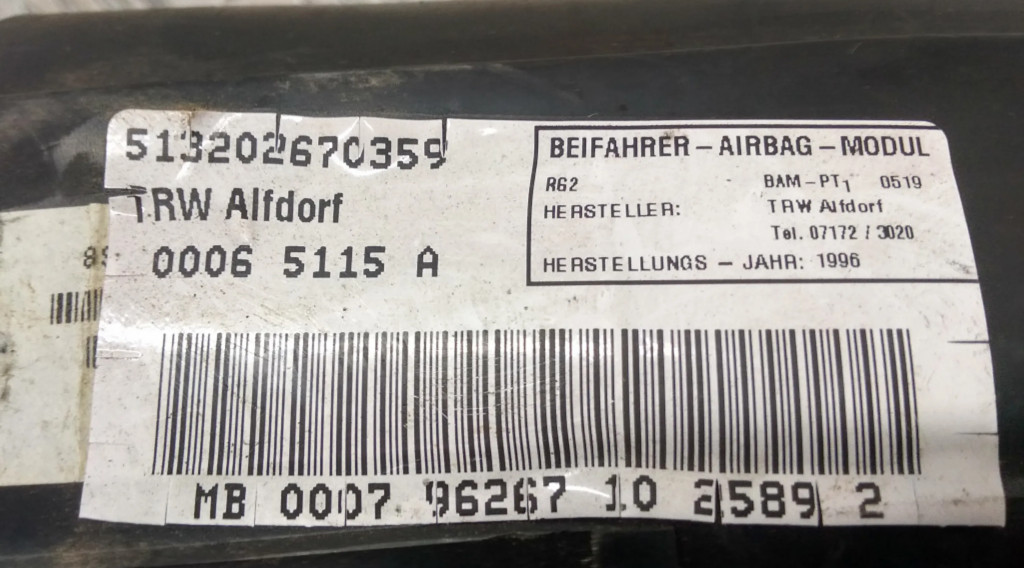 513202670359
TRW Alfdorf
0006 5115 A
BEIFAHRER-AIRBAG-MODUL
R62 BAM-PT1 0519
HERSTELLER: TRW Alfdorf
Tel. 07172 / 3020
HERSTELLUNGS - JAHR: 1996
MB 0007 96267 10 2589 2